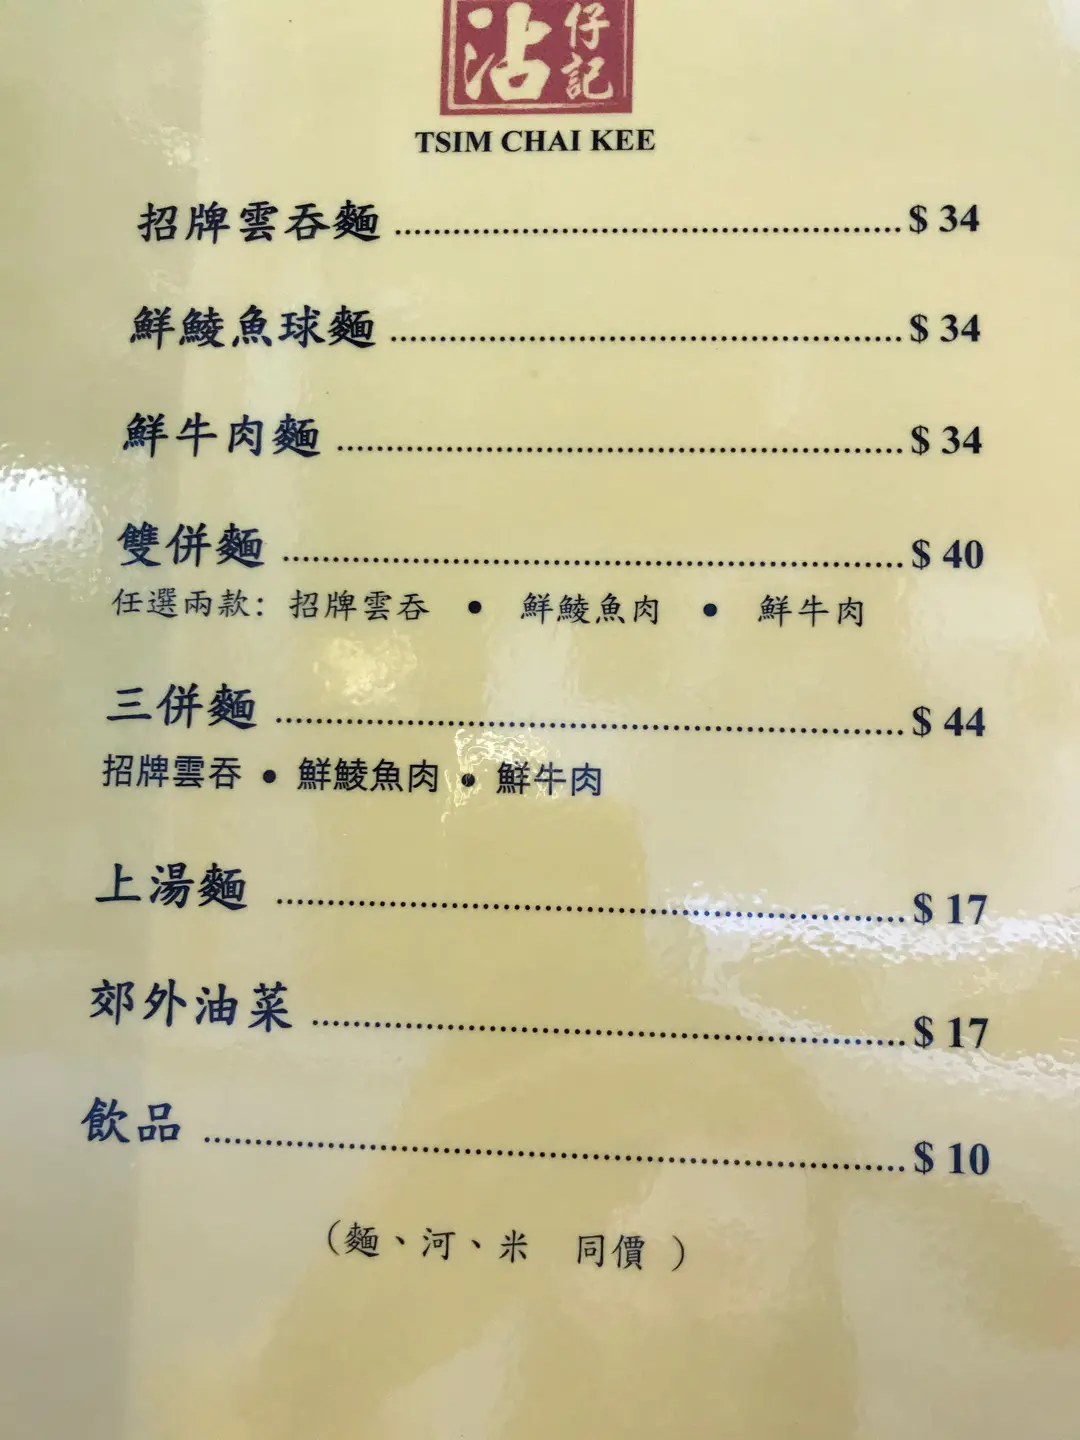 沾仔記
TSIM CHAI KEE
招牌雲吞麵 $ 34
鮮鯪魚球麵 $ 34
鮮牛肉麵 $ 34
雙併麵 $ 40
任選兩款: 招牌雲吞 • 鮮鯪魚肉 • 鮮牛肉
三併麵 $ 44
招牌雲吞 • 鮮鯪魚肉 • 鮮牛肉
上湯麵 $ 17
郊外油菜 $ 17
飲品 $ 10
(麵、河、米 同價 )